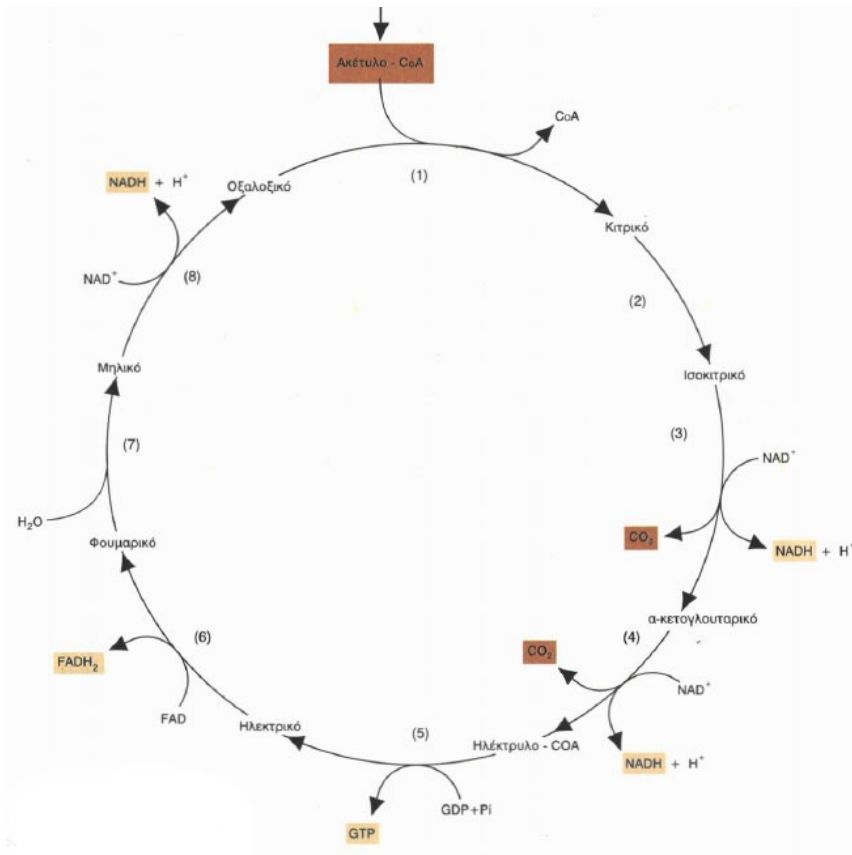 Ακέτυλο - CoA
CoA
(1)
Οξαλοξικό
NADH + H⁺
Κιτρικό
NAD⁺
(8)
(2)
Μηλικό
Ισοκιτρικό
(3)
(7)
NAD⁺
H₂O
CO₂
Φουμαρικό
NADH + H⁺
α-κετογλουταρικό
(4)
(6)
CO₂
FADH₂
NAD⁺
FAD
Ηλεκτρικό
(5)
Ηλέκτρυλο - COA
NADH + H⁺
GDP+Pi
GTP